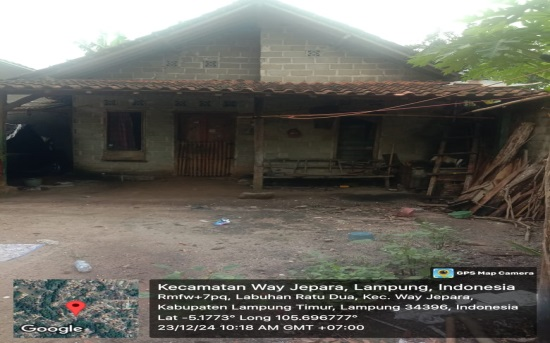 GPS Map Camera
Kecamatan Way Jepara, Lampung, Indonesia
Rmfw+7pq, Labuhan Ratu Dua, Kec. Way Jepara,
Kabupaten Lampung Timur, Lampung 34396, Indonesia
Lat -5.1773° Long 105.696777°
23/12/24 10:18 AM GMT +07:00
Google